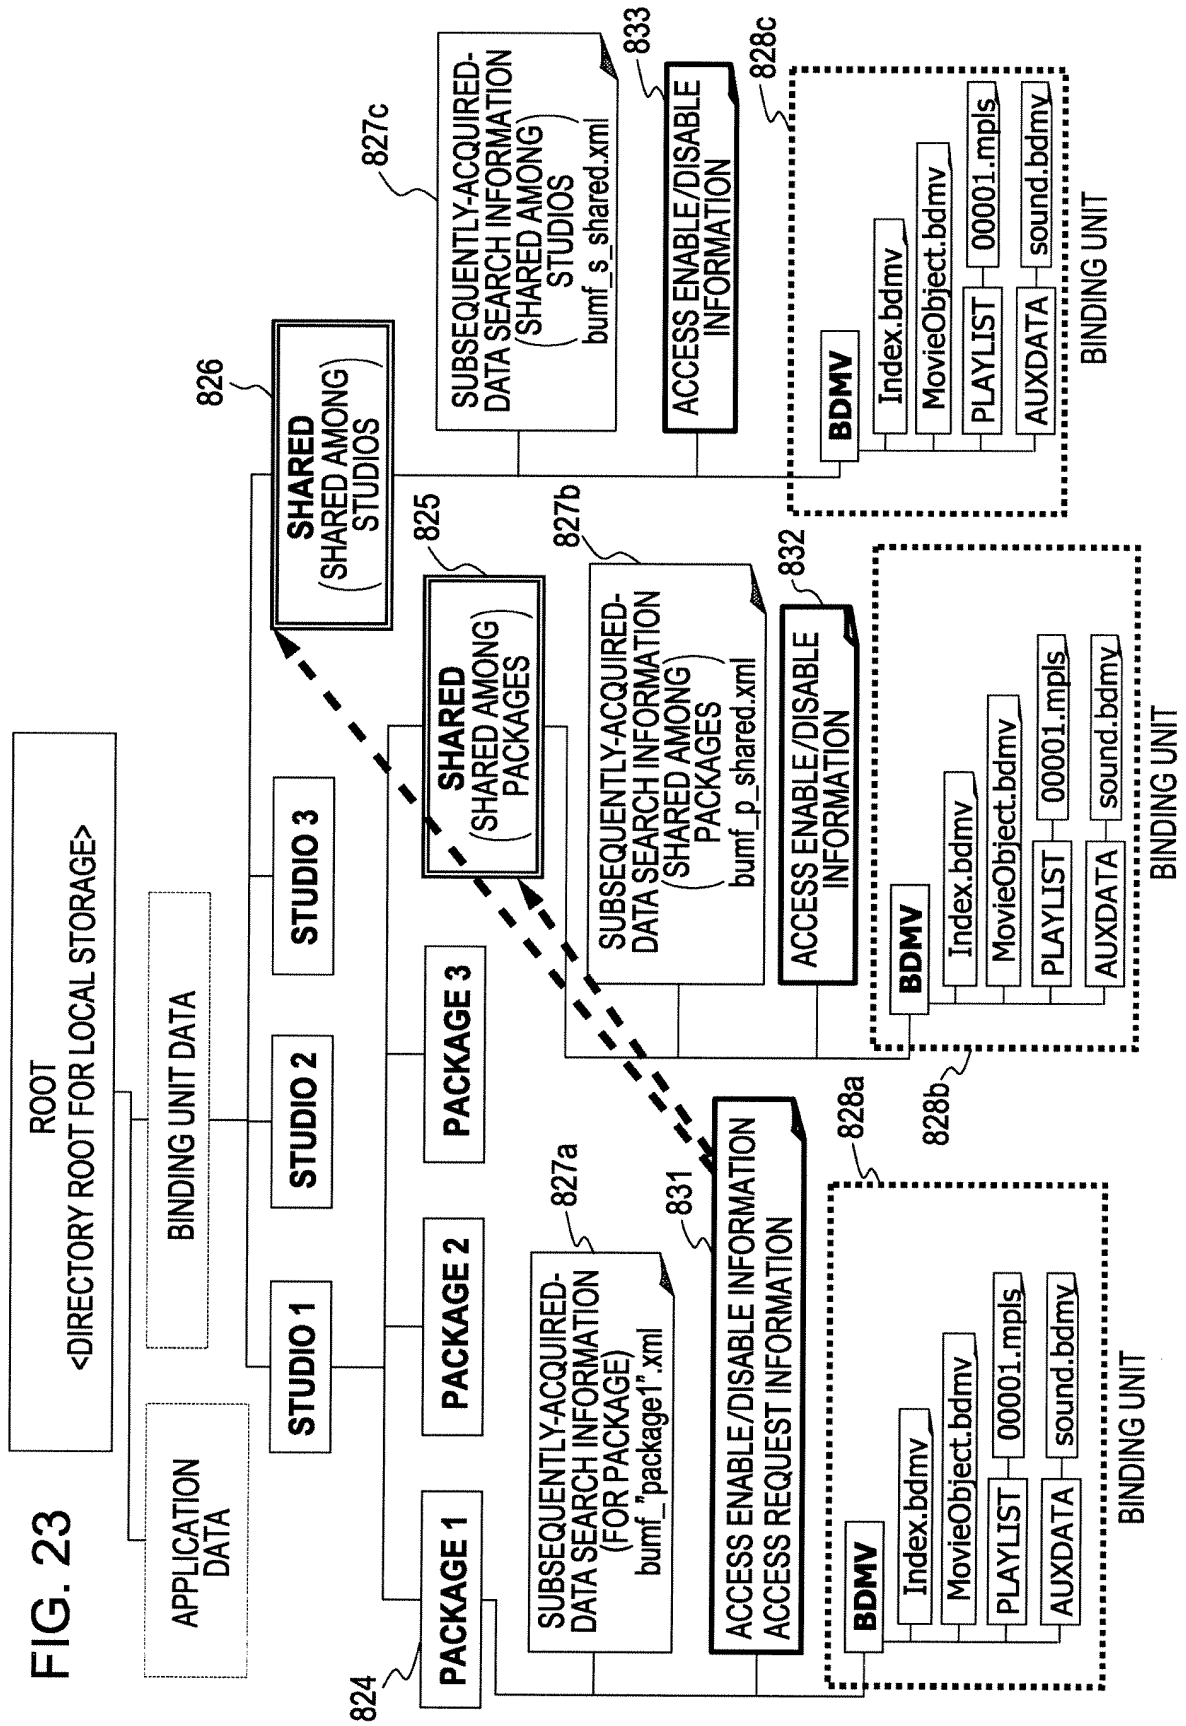 FIG. 23
ROOT
<DIRECTORY ROOT FOR LOCAL STORAGE>
APPLICATION
DATA
BINDING UNIT DATA
STUDIO 1
STUDIO 2
STUDIO 3
826
SHARED
(SHARED AMONG
STUDIOS)
824
PACKAGE 1
PACKAGE 2
PACKAGE 3
825
SHARED
(SHARED AMONG
PACKAGES)
827a
SUBSEQUENTLY-ACQUIRED-
DATA SEARCH INFORMATION
(FOR PACKAGE)
bumf_"package1".xml
831
ACCESS ENABLE/DISABLE INFORMATION
ACCESS REQUEST INFORMATION
828a
BDMV
Index.bdmv
MovieObject.bdmv
PLAYLIST
00001.mpls
AUXDATA
sound.bdmv
BINDING UNIT
827b
SUBSEQUENTLY-ACQUIRED-
DATA SEARCH INFORMATION
(SHARED AMONG
PACKAGES)
bumf_p_shared.xml
832
ACCESS ENABLE/DISABLE
INFORMATION
828b
BDMV
Index.bdmv
MovieObject.bdmv
PLAYLIST
00001.mpls
AUXDATA
sound.bdmv
BINDING UNIT
827c
SUBSEQUENTLY-ACQUIRED-
DATA SEARCH INFORMATION
(SHARED AMONG
STUDIOS)
bumf_s_shared.xml
833
ACCESS ENABLE/DISABLE
INFORMATION
828c
BDMV
Index.bdmv
MovieObject.bdmv
PLAYLIST
00001.mpls
AUXDATA
sound.bdmv
BINDING UNIT